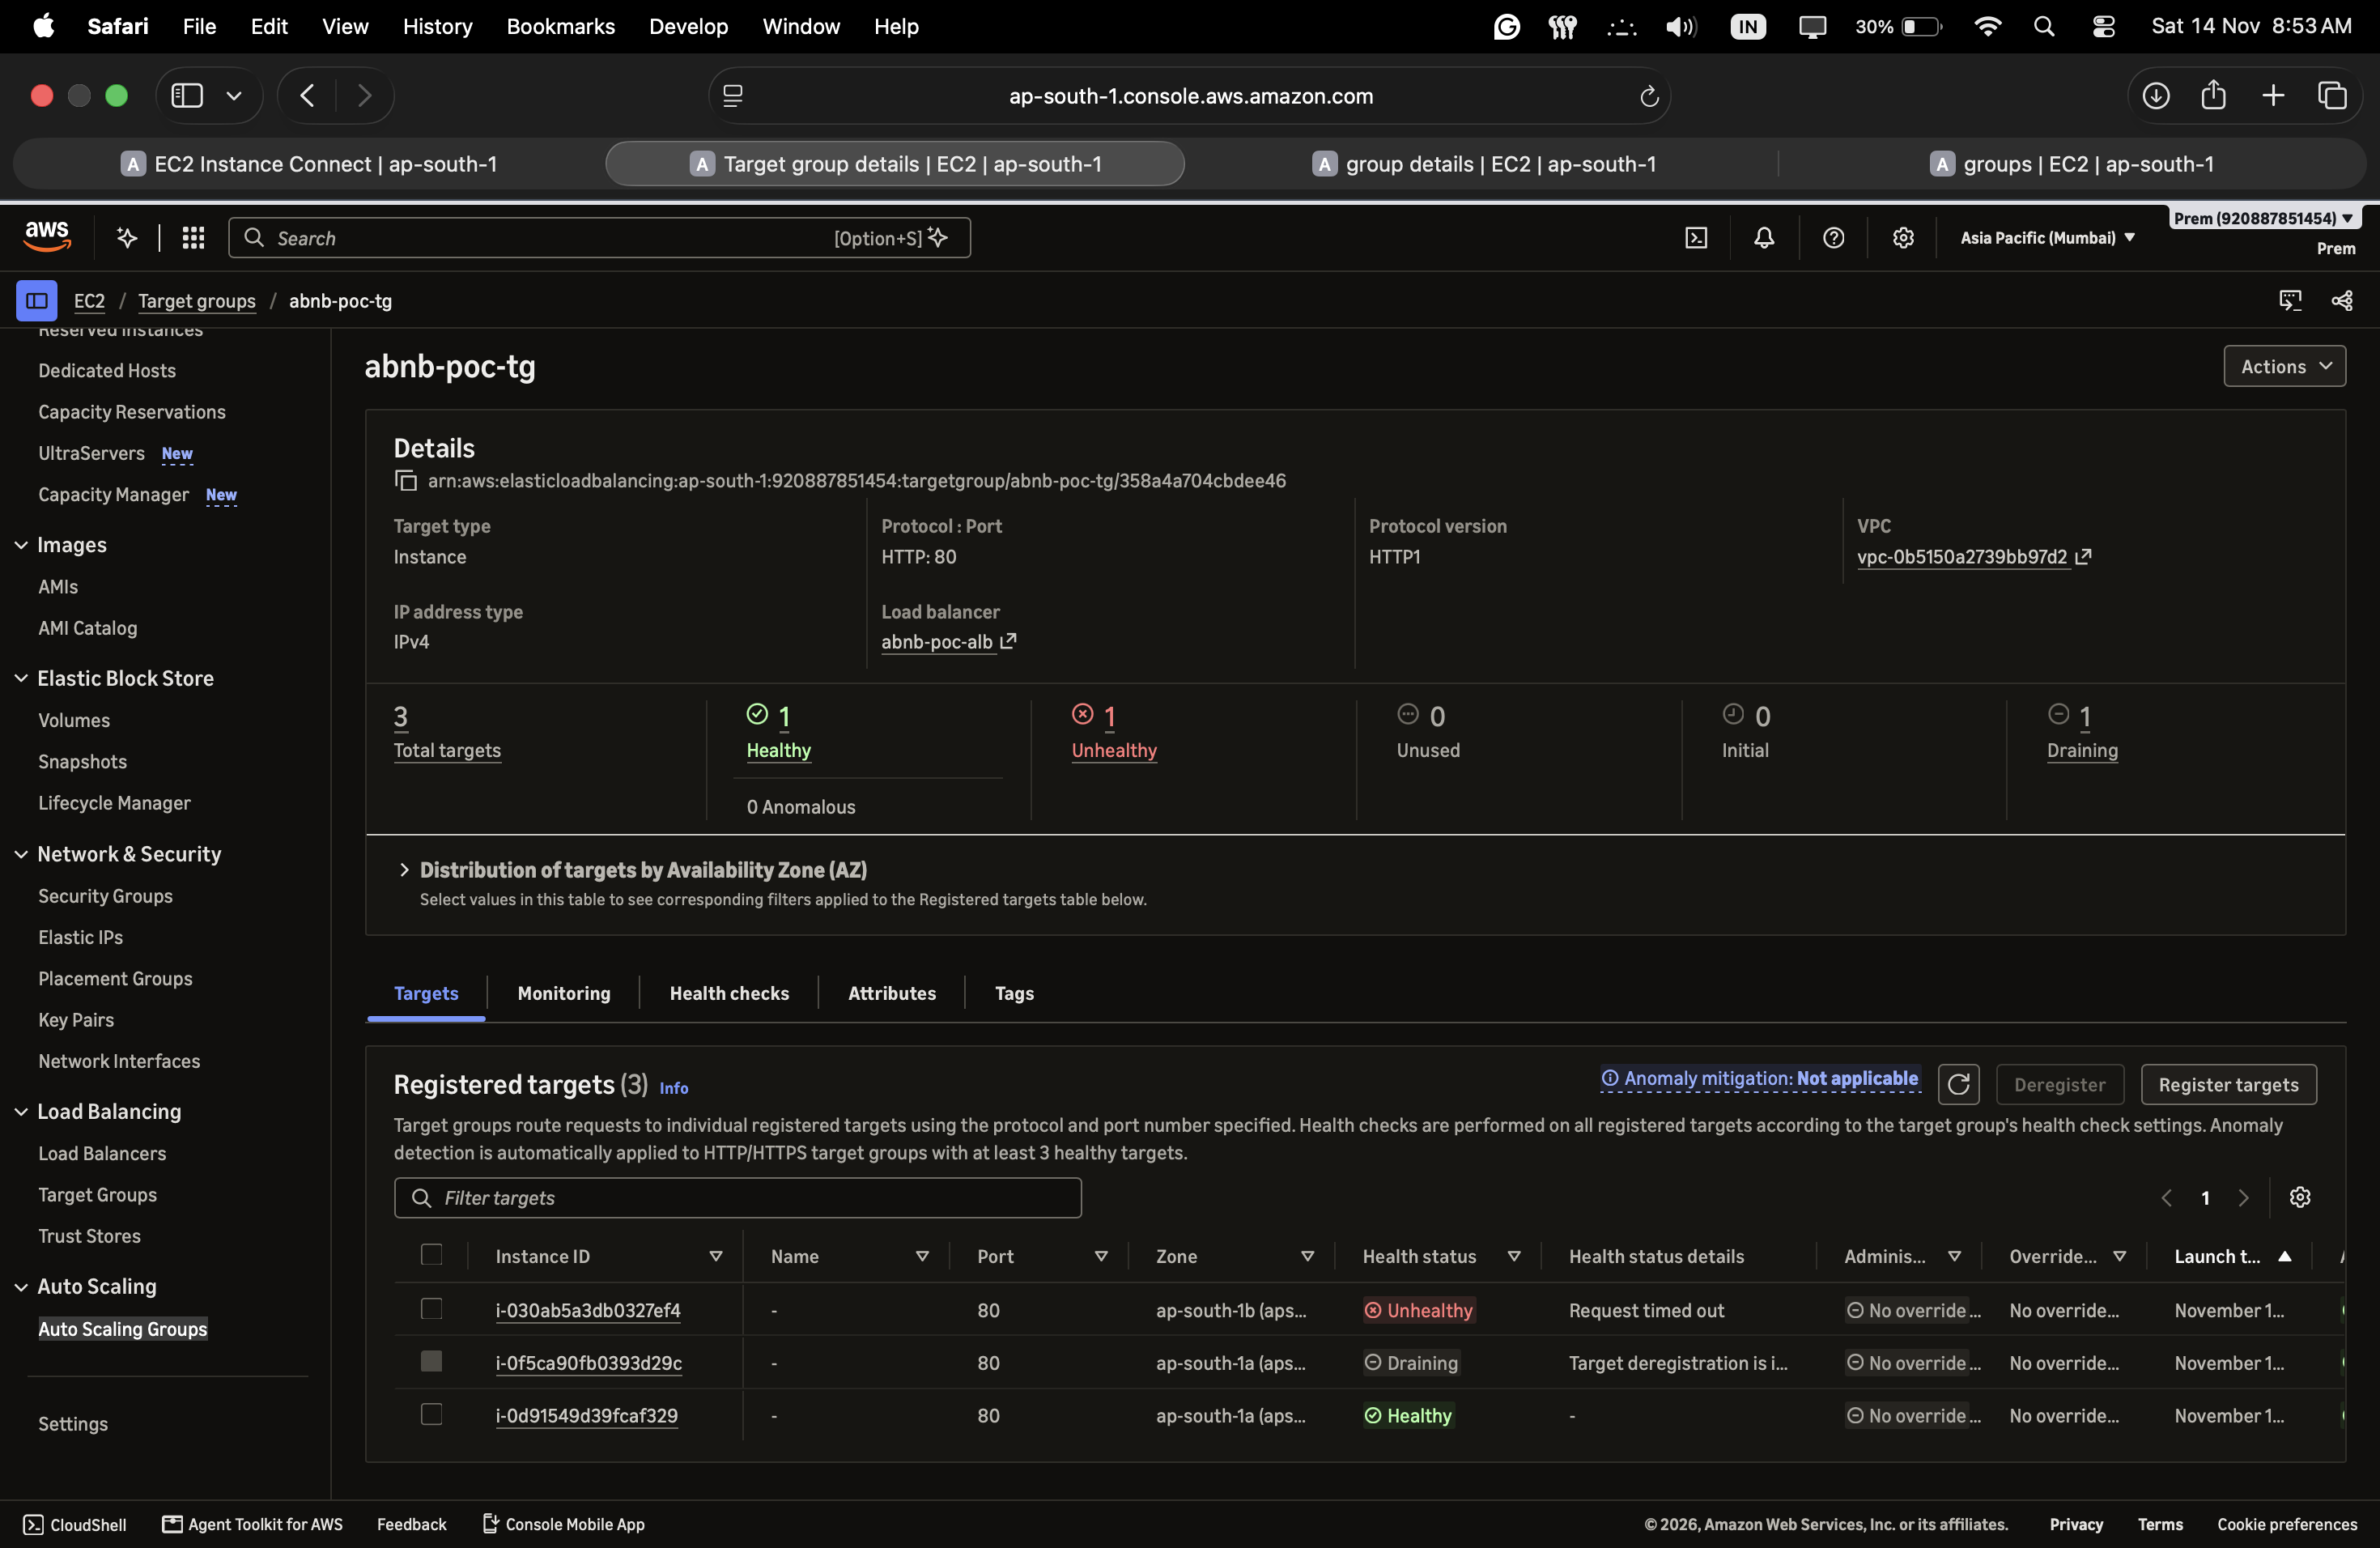 Safari File Edit View History Bookmarks Develop Window Help IN 30% Sat 14 Nov 8:53 AM
ap-south-1.console.aws.amazon.com
A EC2 Instance Connect | ap-south-1 A Target group details | EC2 | ap-south-1 A group details | EC2 | ap-south-1 A groups | EC2 | ap-south-1
aws Search [Option+S] Asia Pacific (Mumbai) Prem (920887851454)
Prem
EC2 / Target groups / abnb-poc-tg
Reserved Instances
Dedicated Hosts
Capacity Reservations
UltraServers New
Capacity Manager New
Images
AMIs
AMI Catalog
Elastic Block Store
Volumes
Snapshots
Lifecycle Manager
Network & Security
Security Groups
Elastic IPs
Placement Groups
Key Pairs
Network Interfaces
Load Balancing
Load Balancers
Target Groups
Trust Stores
Auto Scaling
Auto Scaling Groups
Settings
abnb-poc-tg
Actions
Details
arn:aws:elasticloadbalancing:ap-south-1:920887851454:targetgroup/abnb-poc-tg/358a4a704cbdee46
Target type Protocol : Port Protocol version VPC
Instance HTTP: 80 HTTP1 vpc-0b5150a2739bb97d2
IP address type Load balancer
IPv4 abnb-poc-alb
3 1 1 0 0 1
Total targets Healthy Unhealthy Unused Initial Draining
0 Anomalous
Distribution of targets by Availability Zone (AZ)
Select values in this table to see corresponding filters applied to the Registered targets table below.
Targets Monitoring Health checks Attributes Tags
Registered targets (3) Info Anomaly mitigation: Not applicable Deregister Register targets
Target groups route requests to individual registered targets using the protocol and port number specified. Health checks are performed on all registered targets according to the target group's health check settings. Anomaly
detection is automatically applied to HTTP/HTTPS target groups with at least 3 healthy targets.
Filter targets 1
Instance ID Name Port Zone Health status Health status details Adminis... Override... Launch t...
i-030ab5a3db0327ef4 - 80 ap-south-1b (aps... Unhealthy Request timed out No override ... No override... November 1...
i-0f5ca90fb0393d29c - 80 ap-south-1a (aps... Draining Target deregistration is i... No override ... No override... November 1...
i-0d91549d39fcaf329 - 80 ap-south-1a (aps... Healthy - No override ... No override... November 1...
CloudShell Agent Toolkit for AWS Feedback Console Mobile App © 2026, Amazon Web Services, Inc. or its affiliates. Privacy Terms Cookie preferences